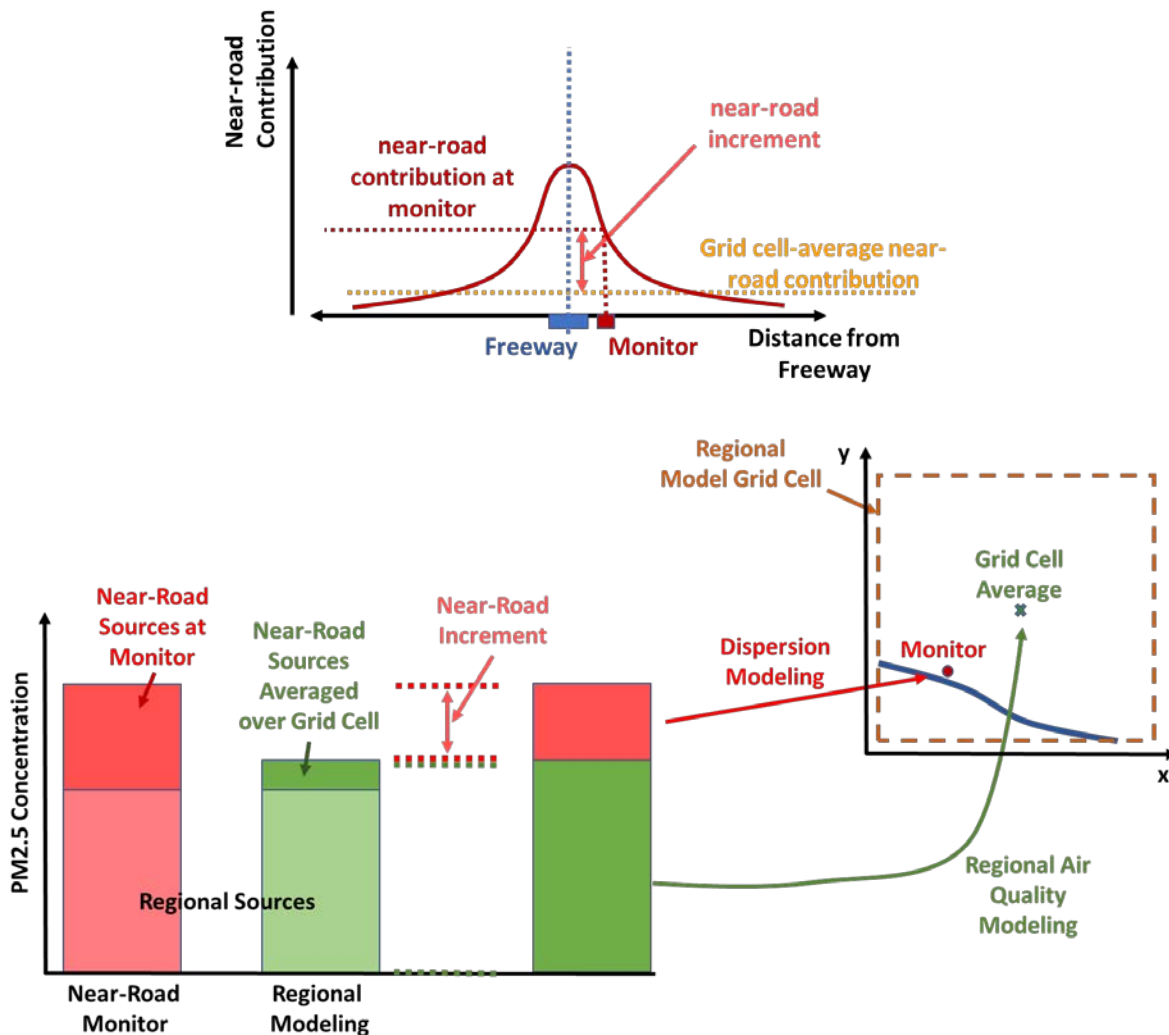 Near-road
Contribution
near-road
increment
near-road
contribution at
monitor
Grid cell-average near-
road contribution
Freeway
Monitor
Distance from
Freeway
Regional
Model Grid Cell
y
Grid Cell
Average
Monitor
x
Near-Road
Sources at
Monitor
Near-Road
Sources
Averaged
over Grid Cell
Near-Road
Increment
Dispersion
Modeling
PM2.5 Concentration
Regional Sources
Regional Air
Quality
Modeling
Near-Road
Monitor
Regional
Modeling